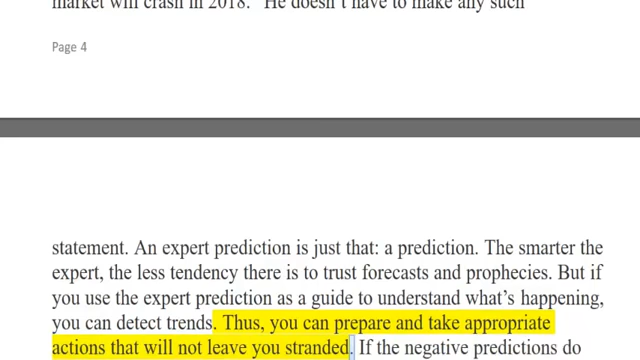 market will crash in 2018." He doesn't have to make any such
Page 4
statement. An expert prediction is just that: a prediction. The smarter the
expert, the less tendency there is to trust forecasts and prophecies. But if
you use the expert prediction as a guide to understand what's happening,
you can detect trends. Thus, you can prepare and take appropriate
actions that will not leave you stranded. If the negative predictions do